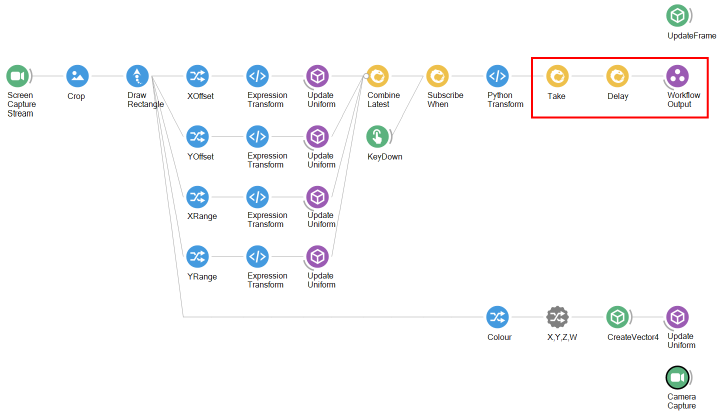 UpdateFrame
Screen
Capture
Stream
Crop
Draw
Rectangle
XOffset
Expression
Transform
Update
Uniform
Combine
Latest
Subscribe
When
Python
Transform
Take
Delay
Workflow
Output
YOffset
Expression
Transform
Update
Uniform
KeyDown
XRange
Expression
Transform
Update
Uniform
YRange
Expression
Transform
Update
Uniform
Colour
X,Y,Z,W
CreateVector4
Update
Uniform
Camera
Capture